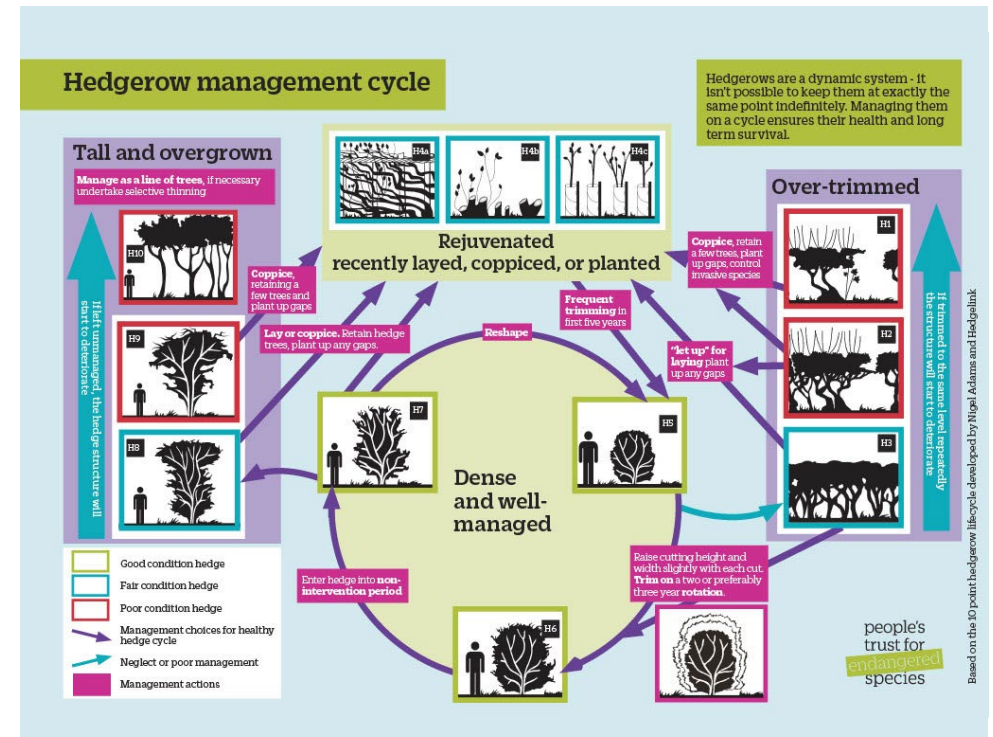 Hedgerow management cycle
Hedgerows are a dynamic system - it
isn't possible to keep them at exactly the
same point indefinitely. Managing them
on a cycle ensures their health and long
term survival.
Tall and overgrown
Manage as a line of trees, if necessary
undertake selective thinning
H10
H9
H8
If left unmanaged, the hedge structure will
start to deteriorate
H4a
H4b
H4c
Rejuvenated
recently layed, coppiced, or planted
Over-trimmed
H1
H2
H3
If trimmed to the same level repeatedly
the structure will start to deteriorate
Coppice,
retaining a
few trees and
plant up gaps
Lay or coppice. Retain hedge
trees, plant up any gaps.
Frequent
trimming in
first five years
Coppice, retain
a few trees, plant
up gaps, control
invasive species
"let up" for
laying plant
up any gaps
Reshape
H7
H5
Dense
and well-
managed
Enter hedge into non-
intervention period
H6
Raise cutting height and
width slightly with each cut.
Trim on a two or preferably
three year rotation.
Good condition hedge
Fair condition hedge
Poor condition hedge
Management choices for healthy
hedge cycle
Neglect or poor management
Management actions
people's
trust for
endangered
species
Based on the 10 point hedgerow lifecycle developed by Nigel Adams and Hedgelink